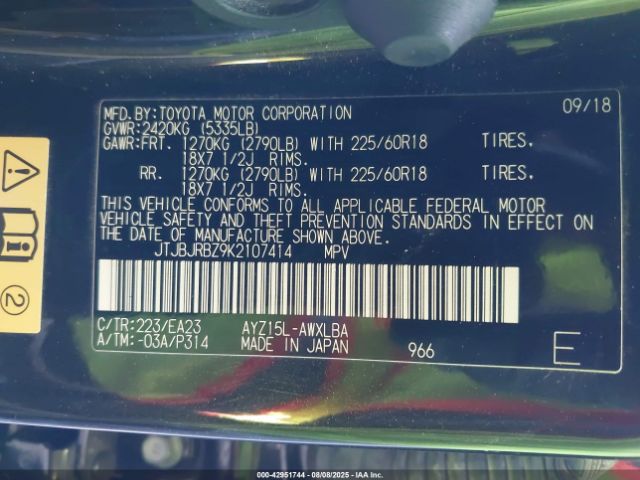 MFD.BY:TOYOTA MOTOR CORPORATION 09/18
GVWR:2420KG (5335LB)
GAWR:FRT. 1270KG (2790LB) WITH 225/60R18 TIRES.
18X7 1/2J RIMS.
RR. 1270KG (2790LB) WITH 225/60R18 TIRES.
18X7 1/2J RIMS.
THIS VEHICLE CONFORMS TO ALL APPLICABLE FEDERAL MOTOR
VEHICLE SAFETY AND THEFT PREVENTION STANDARDS IN EFFECT ON
THE DATE OF MANUFACTURE SHOWN ABOVE.
JTJBJRBZ9K2107414 MPV
C/TR:223/EA23 AYZ15L-AWXLBA
A/TM:-03A/P314 MADE IN JAPAN 966 E
2
000-42951744 - 08/08/2025 - IAA Inc.